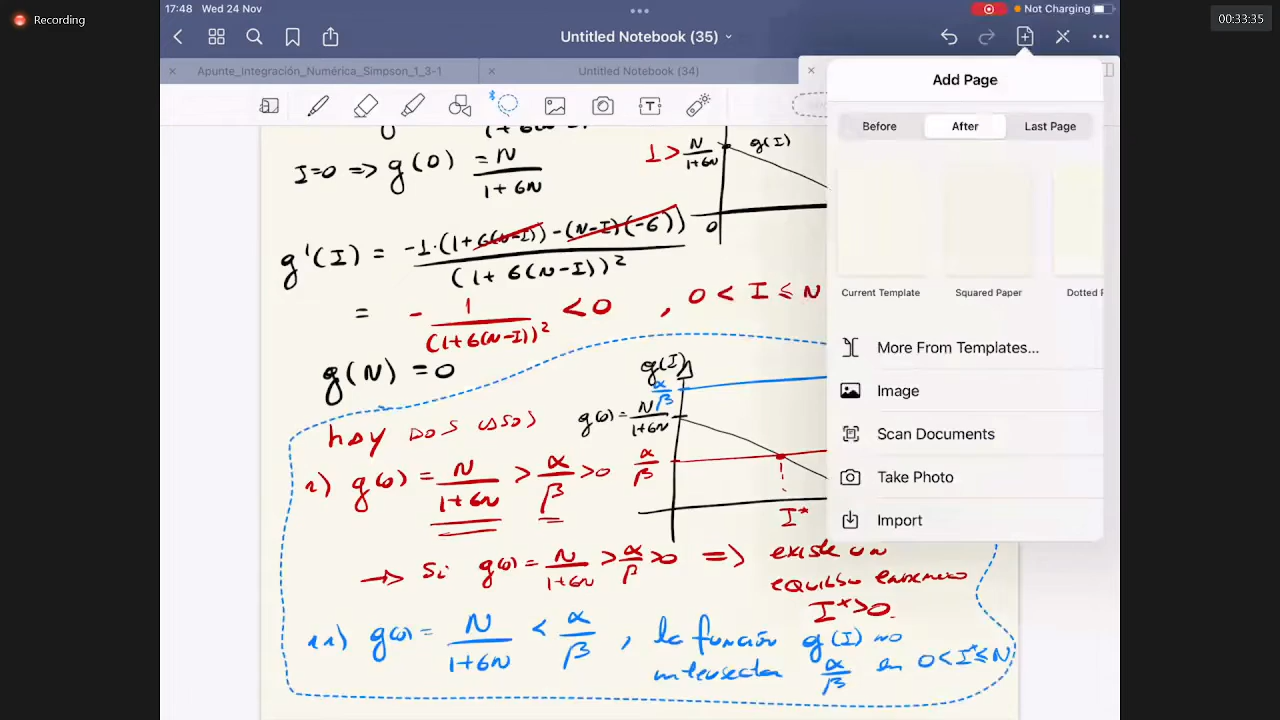 Recording
17:48 Wed 24 Nov
Not Charging
00:33:35
Untitled Notebook (35)
Apunte_Integración_Numérica_Simpson_1_3-1
Untitled Notebook (34)
Add Page
Before After Last Page
Current Template Squared Paper Dotted P
More From Templates...
Image
Scan Documents
Take Photo
Import
I=0 => g(0) = N/(1+6N)
1 > N/(1+6N) g(I)
0
g'(I) = -1·(1+6(N-I)) - (N-I)(-6)) / (1+6(N-I))²
= - 1/(1+6(N-I))² < 0 , 0 < I ≤ N
g(N) = 0
g(I)
α/β
g(0) = N/(1+6N)
α/β
I*
hay dos casos
i) g(0) = N/(1+6N) > α/β > 0
→ Si g(0) = N/(1+6N) > α/β > 0 => existe un
equilibrio endémico
I* > 0.
ii) g(0) = N/(1+6N) < α/β , la función g(I) no
intersecta α/β en 0 < I* ≤ N